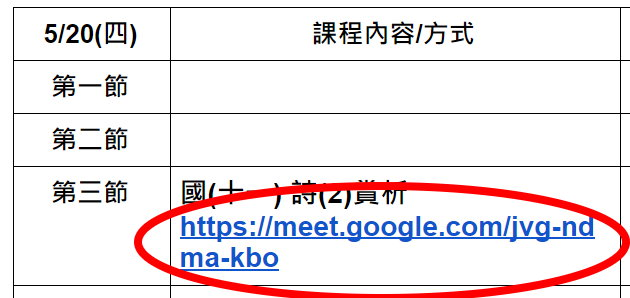 5/20(四) 課程內容/方式
第一節
第二節
第三節 國(十一) 詩(2)賞析
https://meet.google.com/jvg-nd
ma-kbo